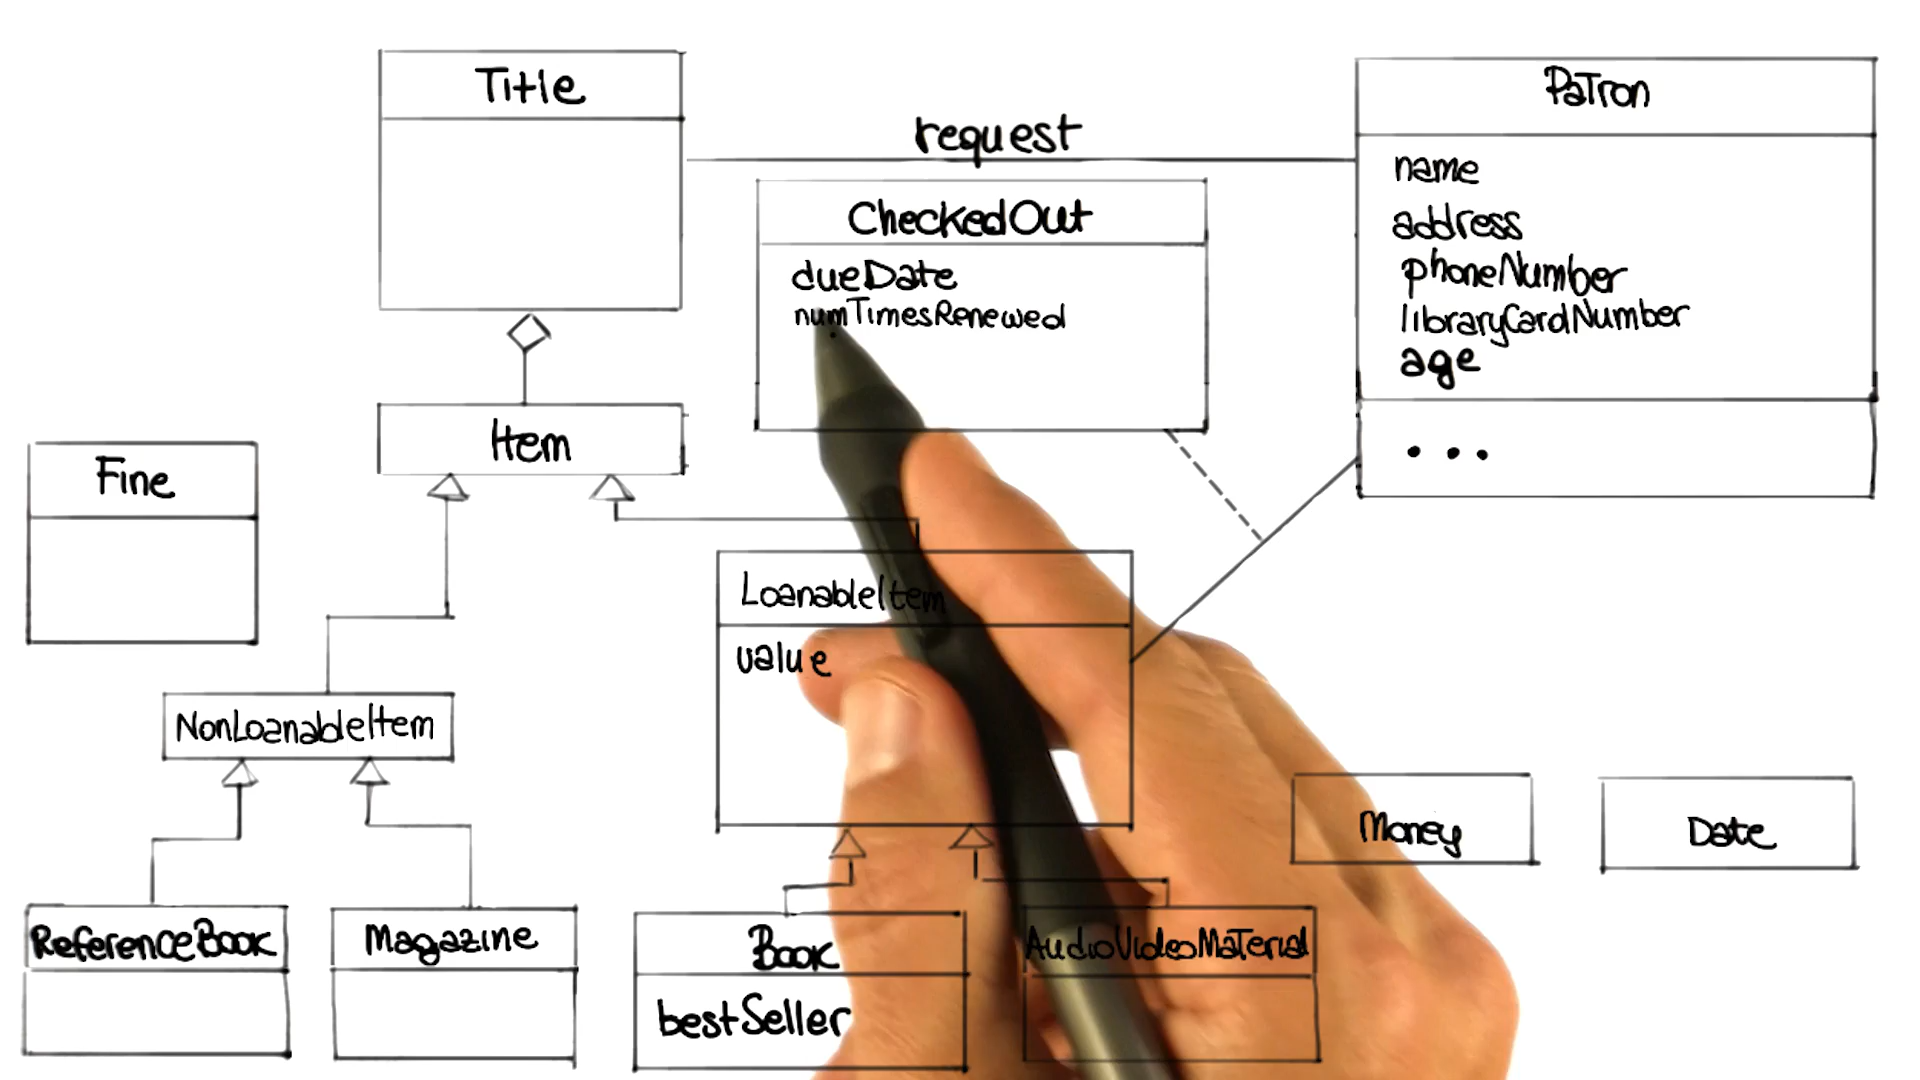 Title
request
Patron
name
address
phoneNumber
libraryCardNumber
age
...
CheckedOut
dueDate
numTimesRenewed
Item
Fine
LoanableItem
value
NonLoanableItem
Money
Date
ReferenceBook
Magazine
Book
bestSeller
AudioVideoMaterial